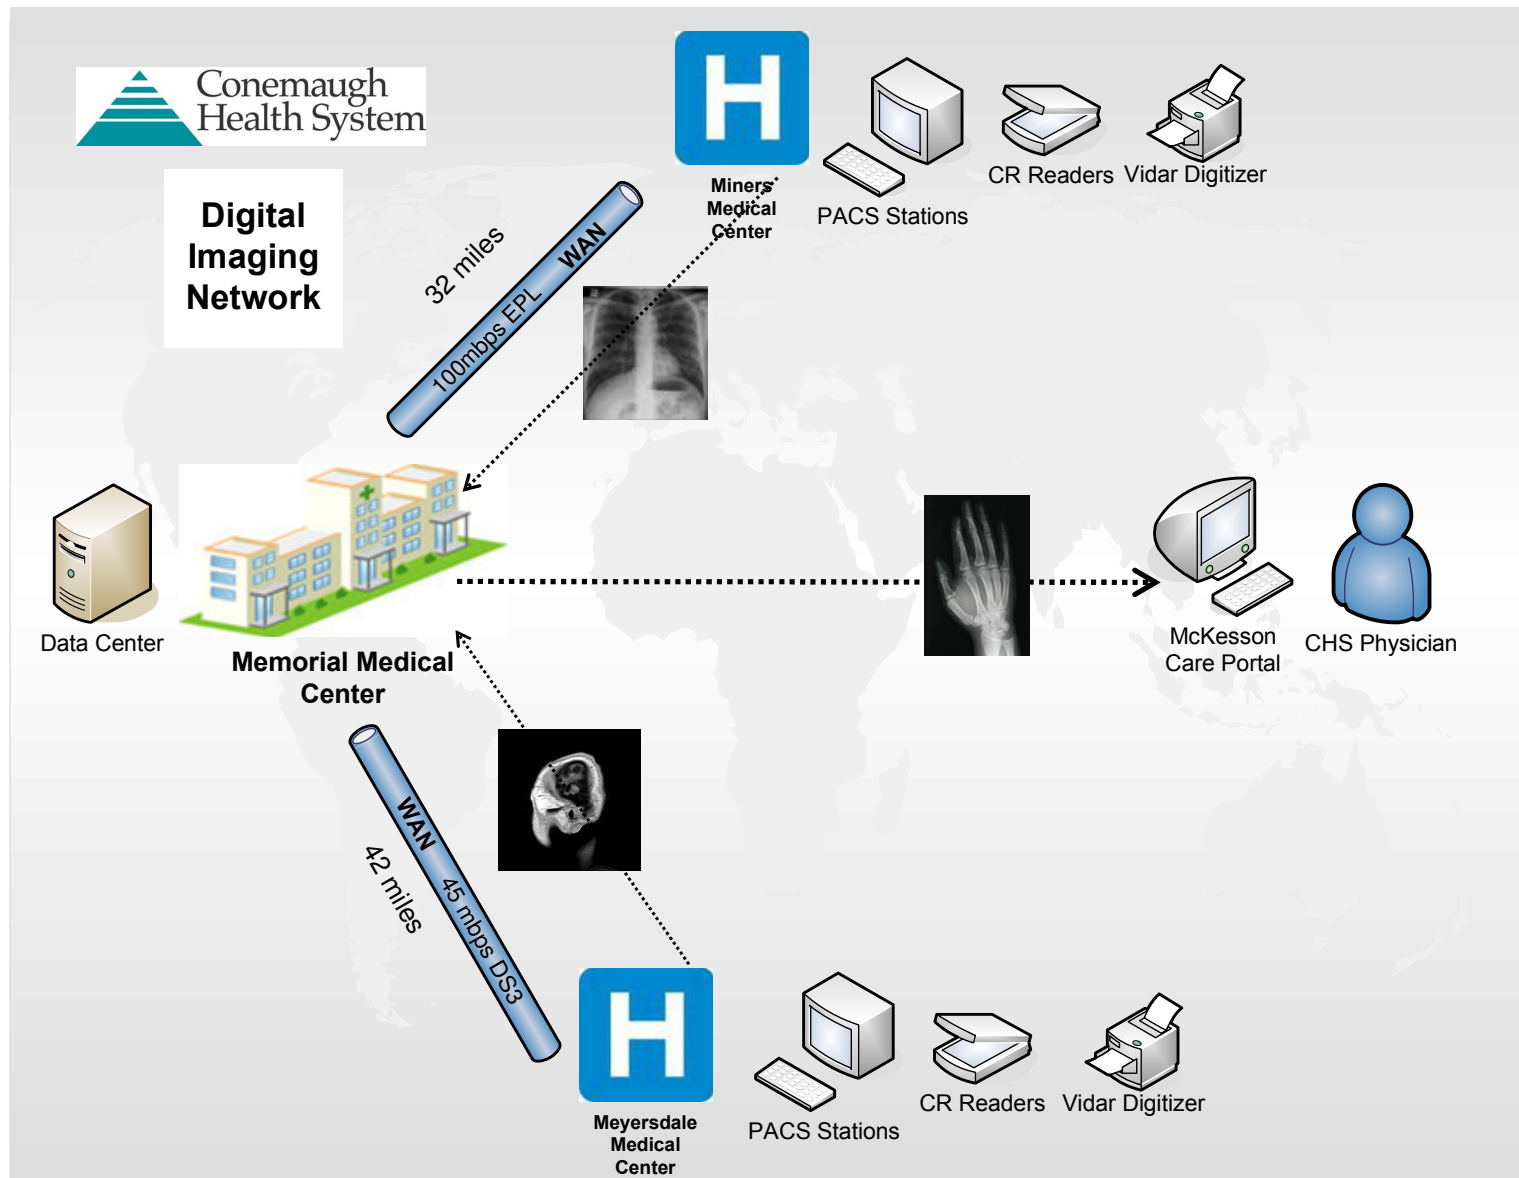 Conemaugh
Health System
Digital
Imaging
Network
Miners
Medical
Center
PACS Stations
CR Readers
Vidar Digitizer
32 miles
100mbps EPL WAN
Data Center
Memorial Medical
Center
McKesson
Care Portal
CHS Physician
WAN 45 mbps DS3
42 miles
Meyersdale
Medical
Center
PACS Stations
CR Readers
Vidar Digitizer